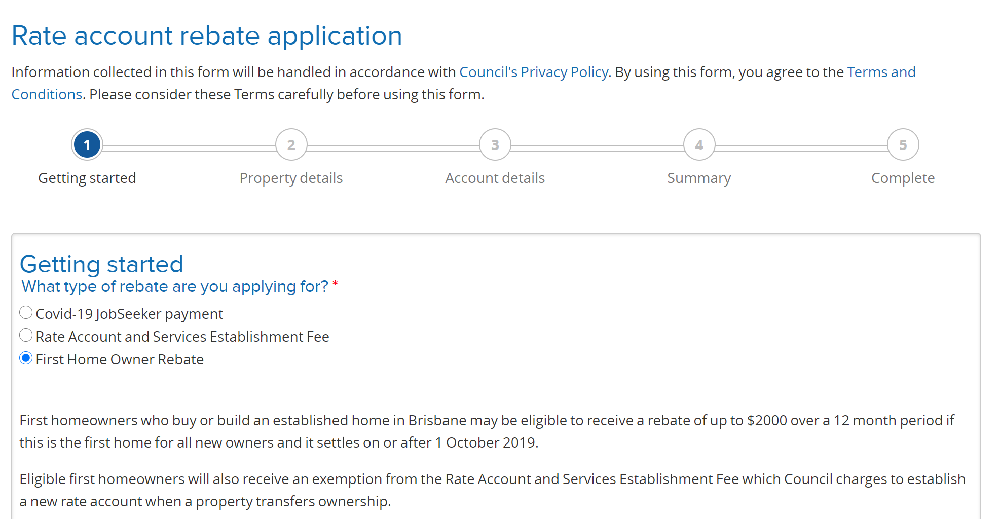 Rate account rebate application
Information collected in this form will be handled in accordance with Council's Privacy Policy. By using this form, you agree to the Terms and
Conditions. Please consider these Terms carefully before using this form.
1
2
3
4
5
Getting started
Property details
Account details
Summary
Complete
Getting started
What type of rebate are you applying for? *
Covid-19 JobSeeker payment
Rate Account and Services Establishment Fee
First Home Owner Rebate
First homeowners who buy or build an established home in Brisbane may be eligible to receive a rebate of up to $2000 over a 12 month period if
this is the first home for all new owners and it settles on or after 1 October 2019.
Eligible first homeowners will also receive an exemption from the Rate Account and Services Establishment Fee which Council charges to establish
a new rate account when a property transfers ownership.